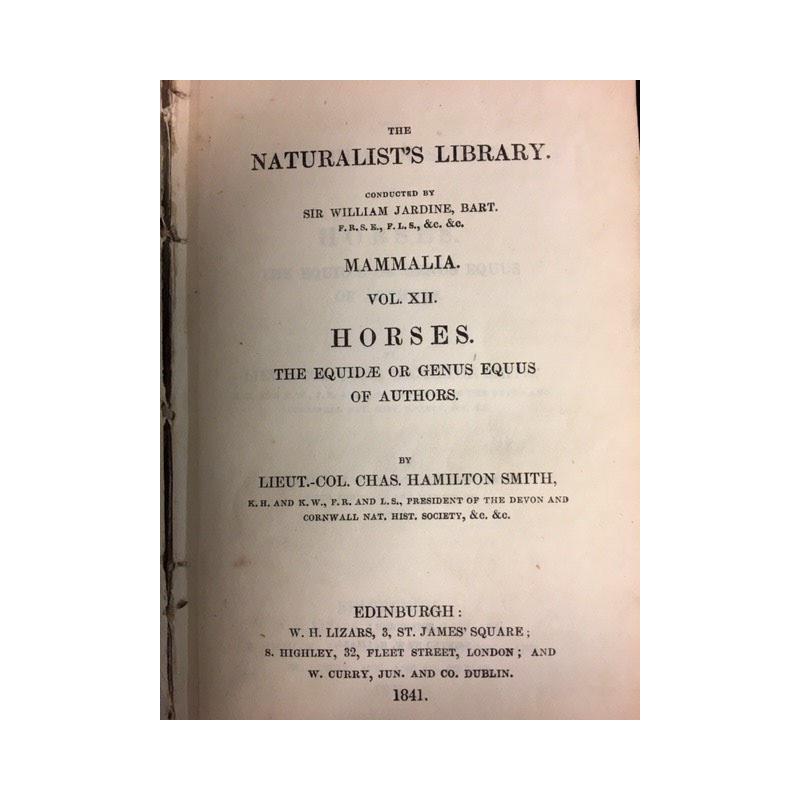 THE
NATURALIST'S LIBRARY.
CONDUCTED BY
SIR WILLIAM JARDINE, BART.
F.R.S.E., F.L.S., &c. &c.
MAMMALIA.
VOL. XII.
HORSES.
THE EQUIDÆ OR GENUS EQUUS
OF AUTHORS.
BY
LIEUT.-COL. CHAS. HAMILTON SMITH,
K.H. AND K.W., F.R. AND L.S., PRESIDENT OF THE DEVON AND
CORNWALL NAT. HIST. SOCIETY, &c. &c.
EDINBURGH:
W. H. LIZARS, 3, ST. JAMES' SQUARE;
S. HIGHLEY, 32, FLEET STREET, LONDON; AND
W. CURRY, JUN. AND CO. DUBLIN.
1841.